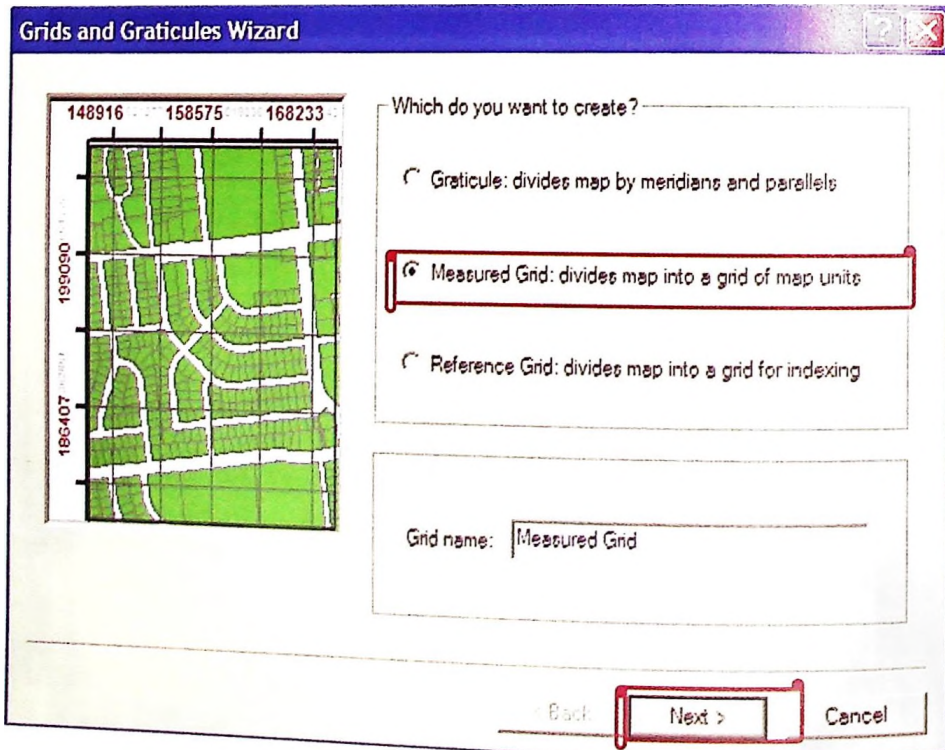 Grids and Graticules Wizard
148916 158575 168233
199090
186407
Which do you want to create?
Graticule: divides map by meridians and parallels
Measured Grid: divides map into a grid of map units
Reference Grid: divides map into a grid for indexing
Grid name: Measured Grid
< Back Next > Cancel